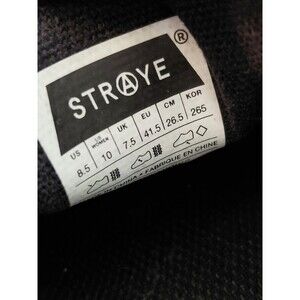 STRAYE ®
US WOMEN UK EU CM KOR
8.5 10 7.5 41.5 26.5 265
FABRIQUE EN CHINE